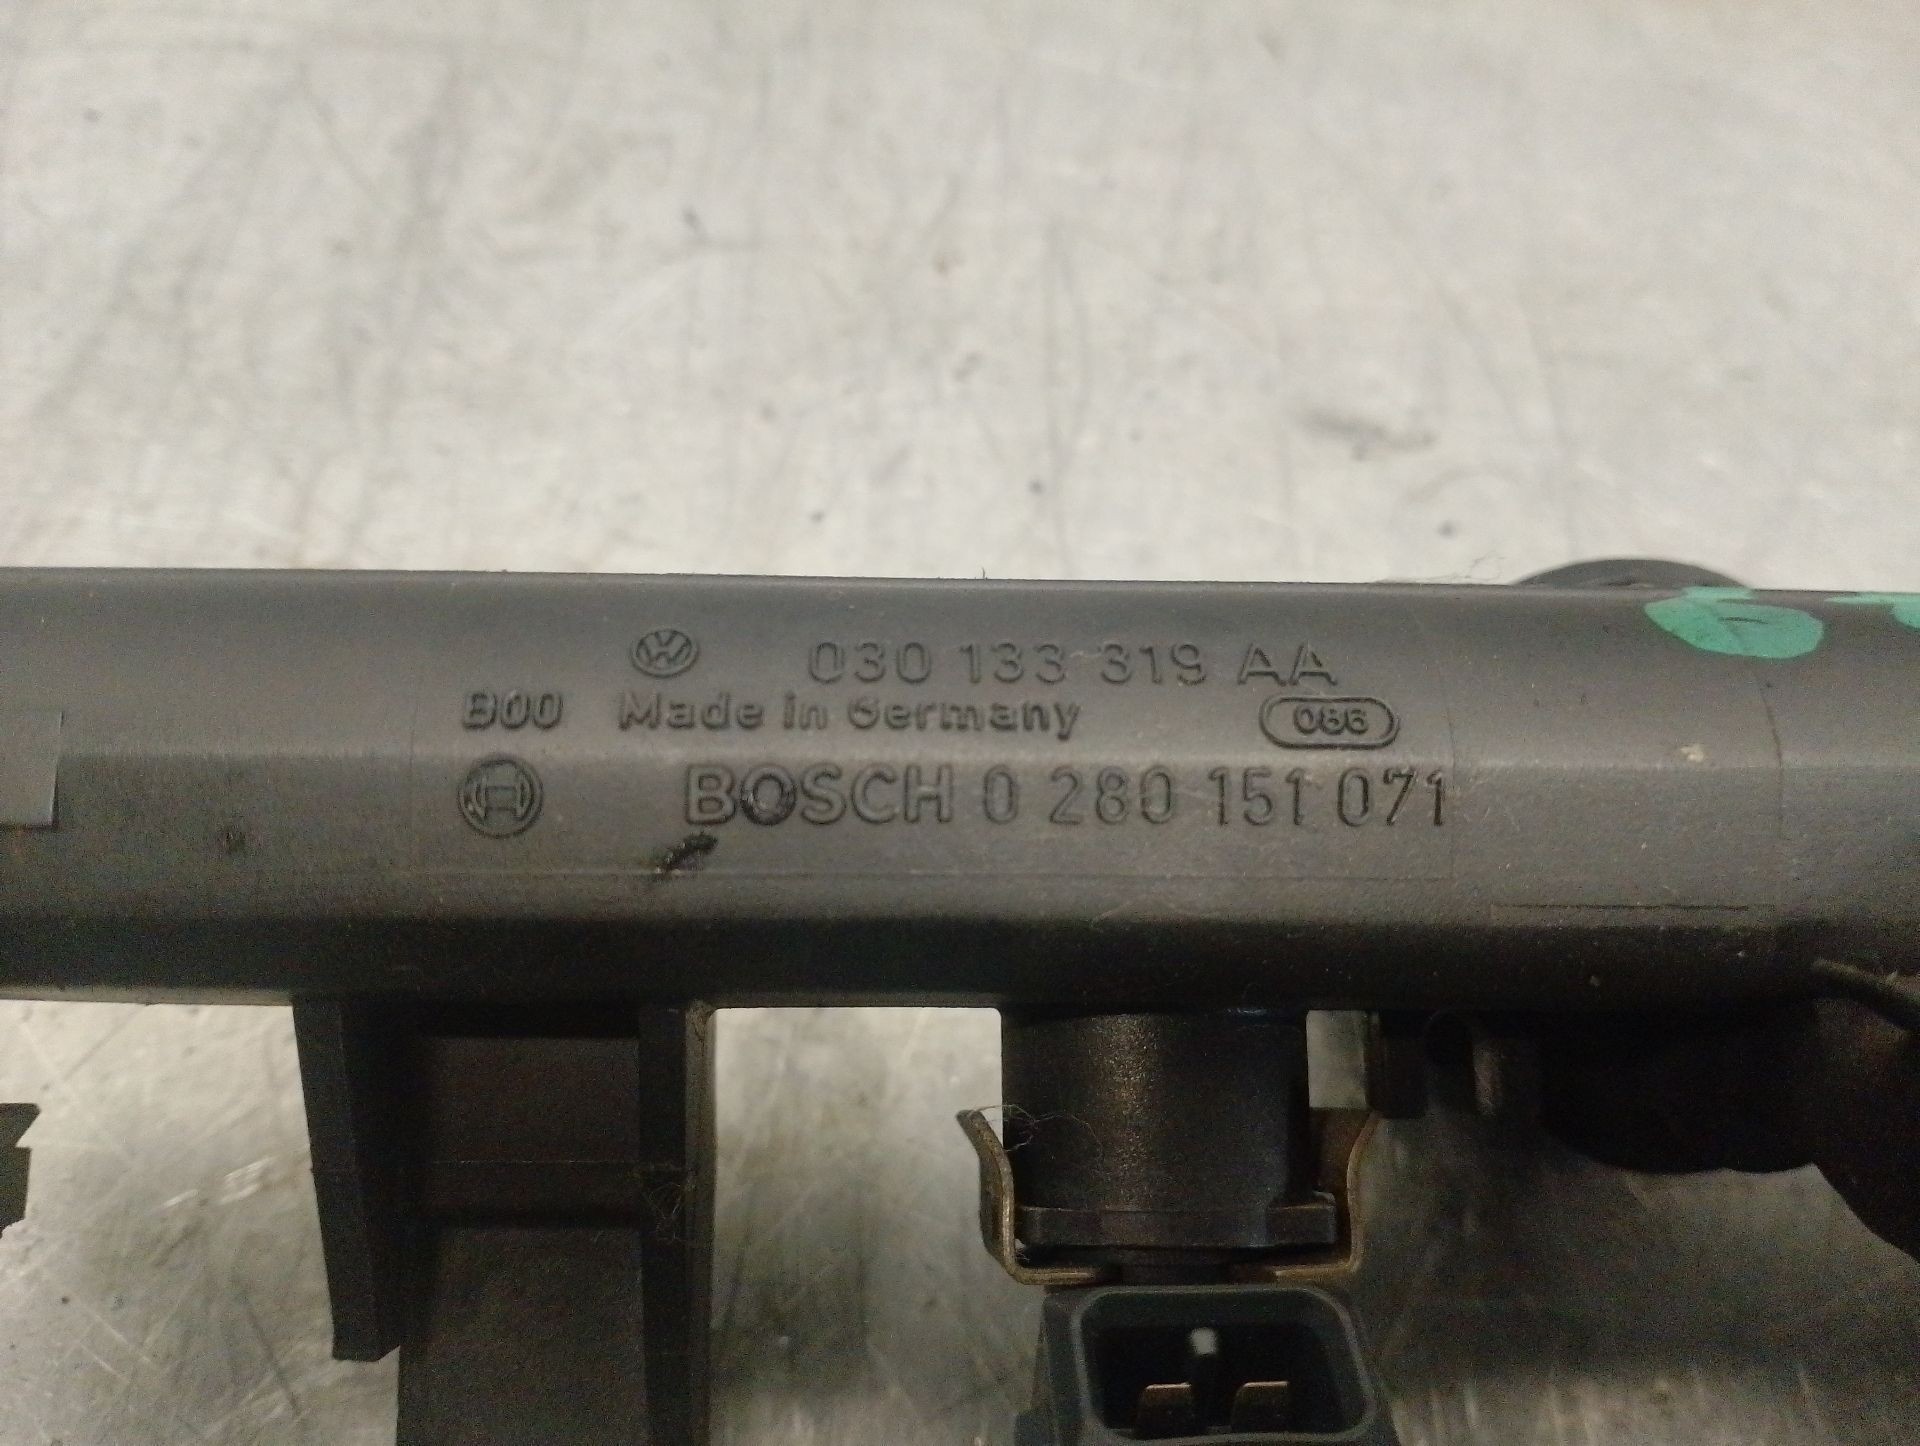 030 133 319 AA
B00 Made in Germany 086
BOSCH 0 280 151 071